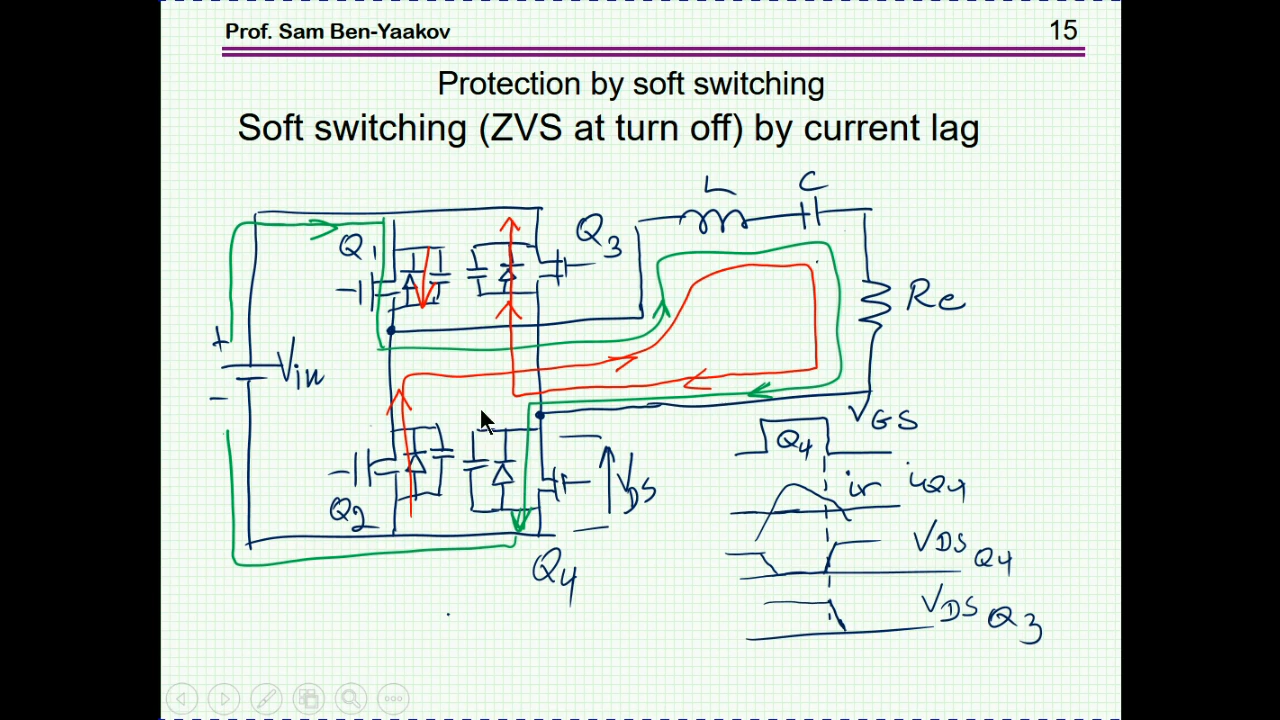 Prof. Sam Ben-Yaakov
15
Protection by soft switching
Soft switching (ZVS at turn off) by current lag
L
C
Q1
Q3
Re
+
Vin
-
VGS
Q4
ir
iQ4
VDS
Q2
VDS Q4
Q4
VDS Q3